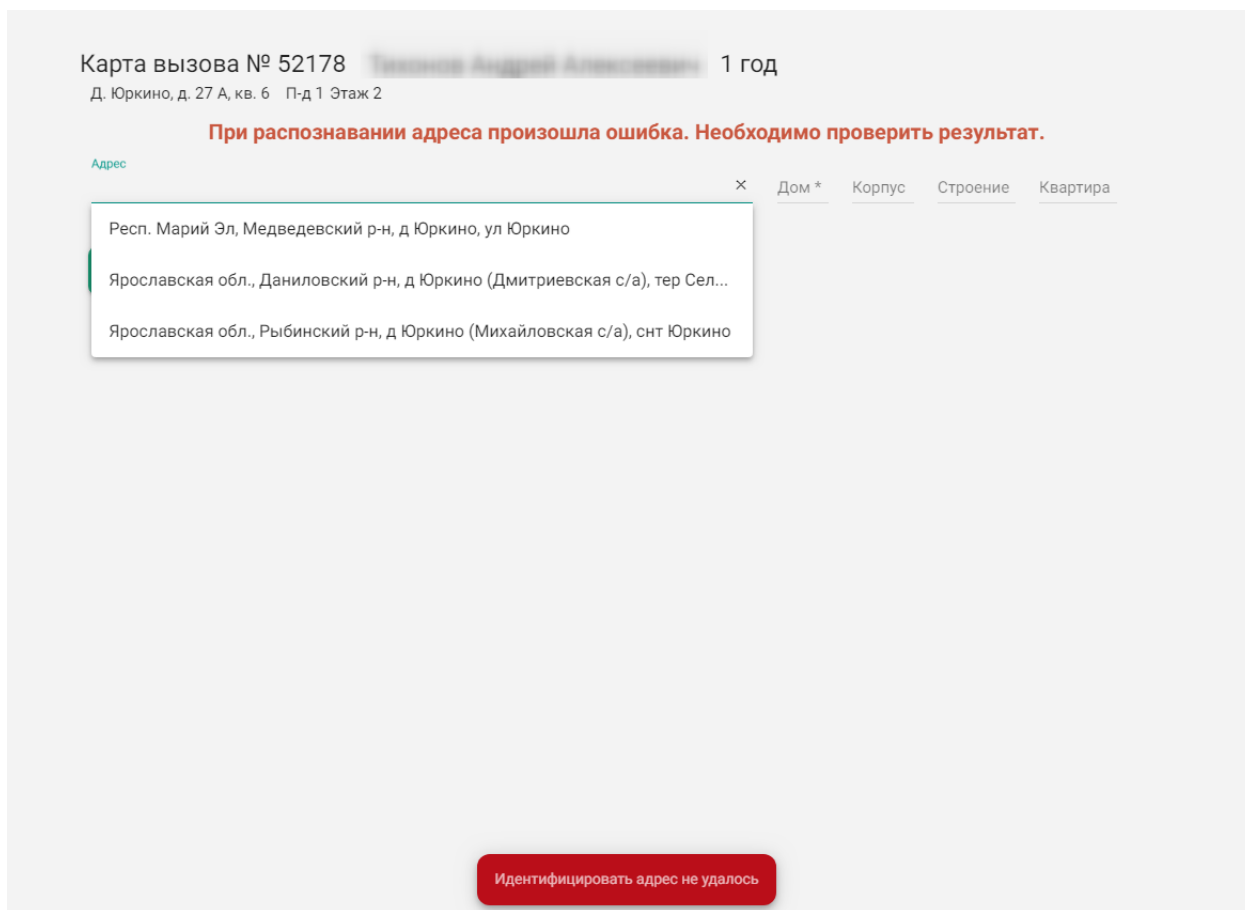 Карта вызова № 52178 1 год
Д. Юркино, д. 27 А, кв. 6 П-д 1 Этаж 2
При распознавании адреса произошла ошибка. Необходимо проверить результат.
Адрес
× Дом * Корпус Строение Квартира
Респ. Марий Эл, Медведевский р-н, д Юркино, ул Юркино
Ярославская обл., Даниловский р-н, д Юркино (Дмитриевская с/а), тер Сел...
Ярославская обл., Рыбинский р-н, д Юркино (Михайловская с/а), снт Юркино
Идентифицировать адрес не удалось